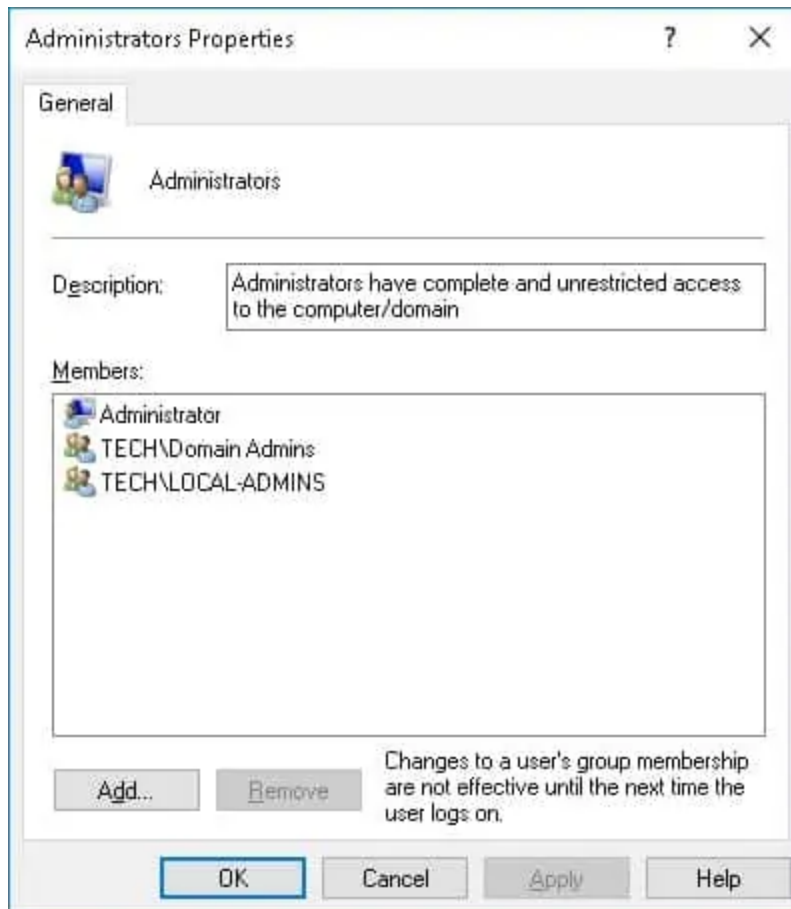 Administrators Properties
?
General
Administrators
Description:
Administrators have complete and unrestricted access
to the computer/domain
Members:
Administrator
TECH\Domain Admins
TECH\LOCAL-ADMINS
Add...
Remove
Changes to a user's group membership
are not effective until the next time the
user logs on.
OK
Cancel
Apply
Help